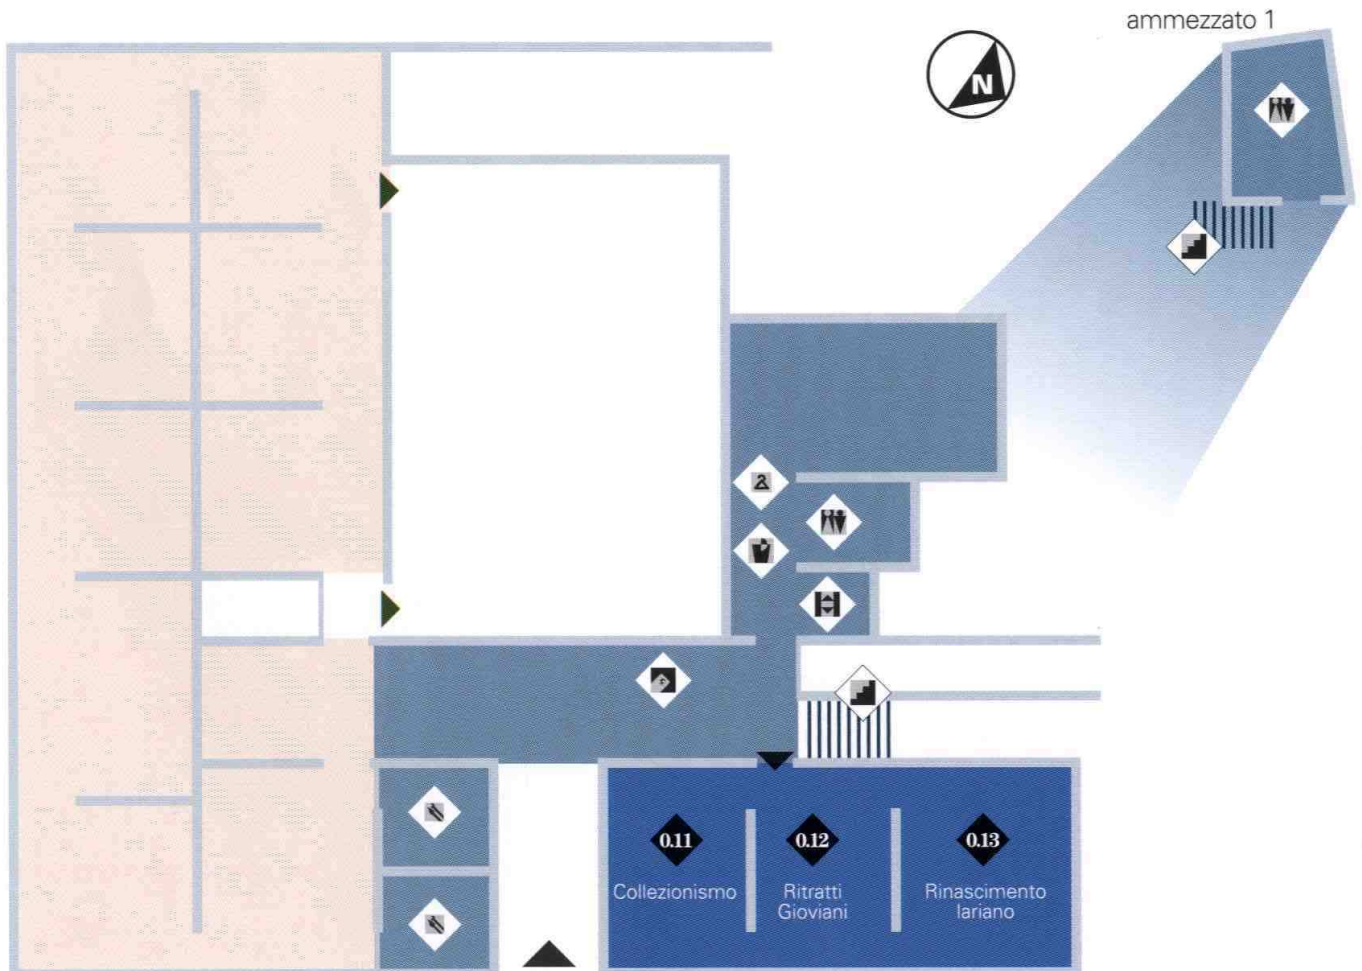 ammezzato 1
N
0.11
Collezionismo
0.12
Ritratti
Gioviani
0.13
Rinascimento
lariano